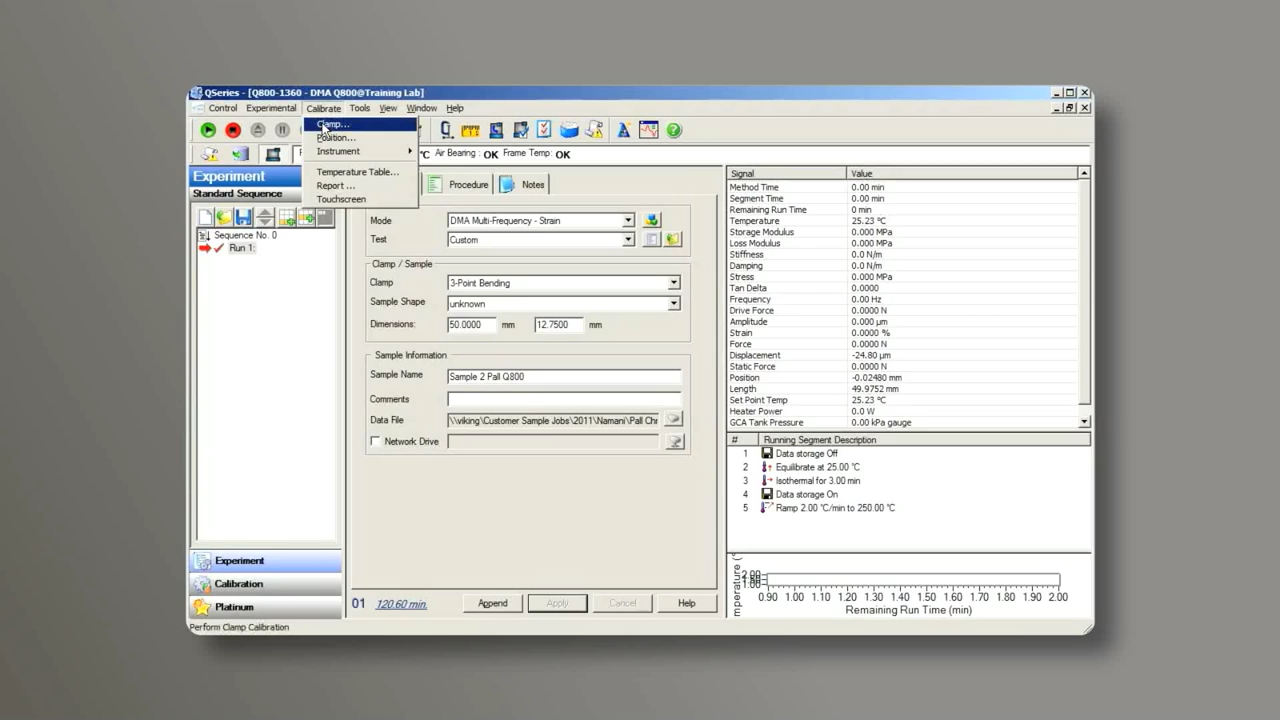 QSeries - [Q800-1360 - DMA Q800@Training Lab]
Control Experimental Calibrate Tools View Window Help
Clamp...
Position...
Instrument
Temperature Table...
Report ...
Touchscreen
°C Air Bearing : OK Frame Temp: OK
Experiment
Standard Sequence
Sequence No. 0
Run 1:
Procedure Notes
Mode DMA Multi-Frequency - Strain
Test Custom
Clamp / Sample
Clamp 3-Point Bending
Sample Shape unknown
Dimensions: 50.0000 mm 12.7500 mm
Sample Information
Sample Name Sample 2 Pall Q800
Comments
Data File \\viking\Customer Sample Jobs\2011\Namani\Pall Chr
Network Drive
Experiment
Calibration
Platinum
01 120.60 min. Append Apply Cancel Help
Perform Clamp Calibration
Signal Value
Method Time 0.00 min
Segment Time 0.00 min
Remaining Run Time 0 min
Temperature 25.23 °C
Storage Modulus 0.000 MPa
Loss Modulus 0.000 MPa
Stiffness 0.0 N/m
Damping 0.0 N/m
Stress 0.000 MPa
Tan Delta 0.0000
Frequency 0.00 Hz
Drive Force 0.0000 N
Amplitude 0.000 µm
Strain 0.0000 %
Force 0.0000 N
Displacement -24.80 µm
Static Force 0.0000 N
Position -0.02480 mm
Length 49.9752 mm
Set Point Temp 25.23 °C
Heater Power 0.0 W
GCA Tank Pressure 0.00 kPa gauge
# Running Segment Description
1 Data storage Off
2 Equilibrate at 25.00 °C
3 Isothermal for 3.00 min
4 Data storage On
5 Ramp 2.00 °C/min to 250.00 °C
2.00
1.00
0.90 1.00 1.10 1.20 1.30 1.40 1.50 1.60 1.70 1.80 1.90 2.00
Remaining Run Time (min)